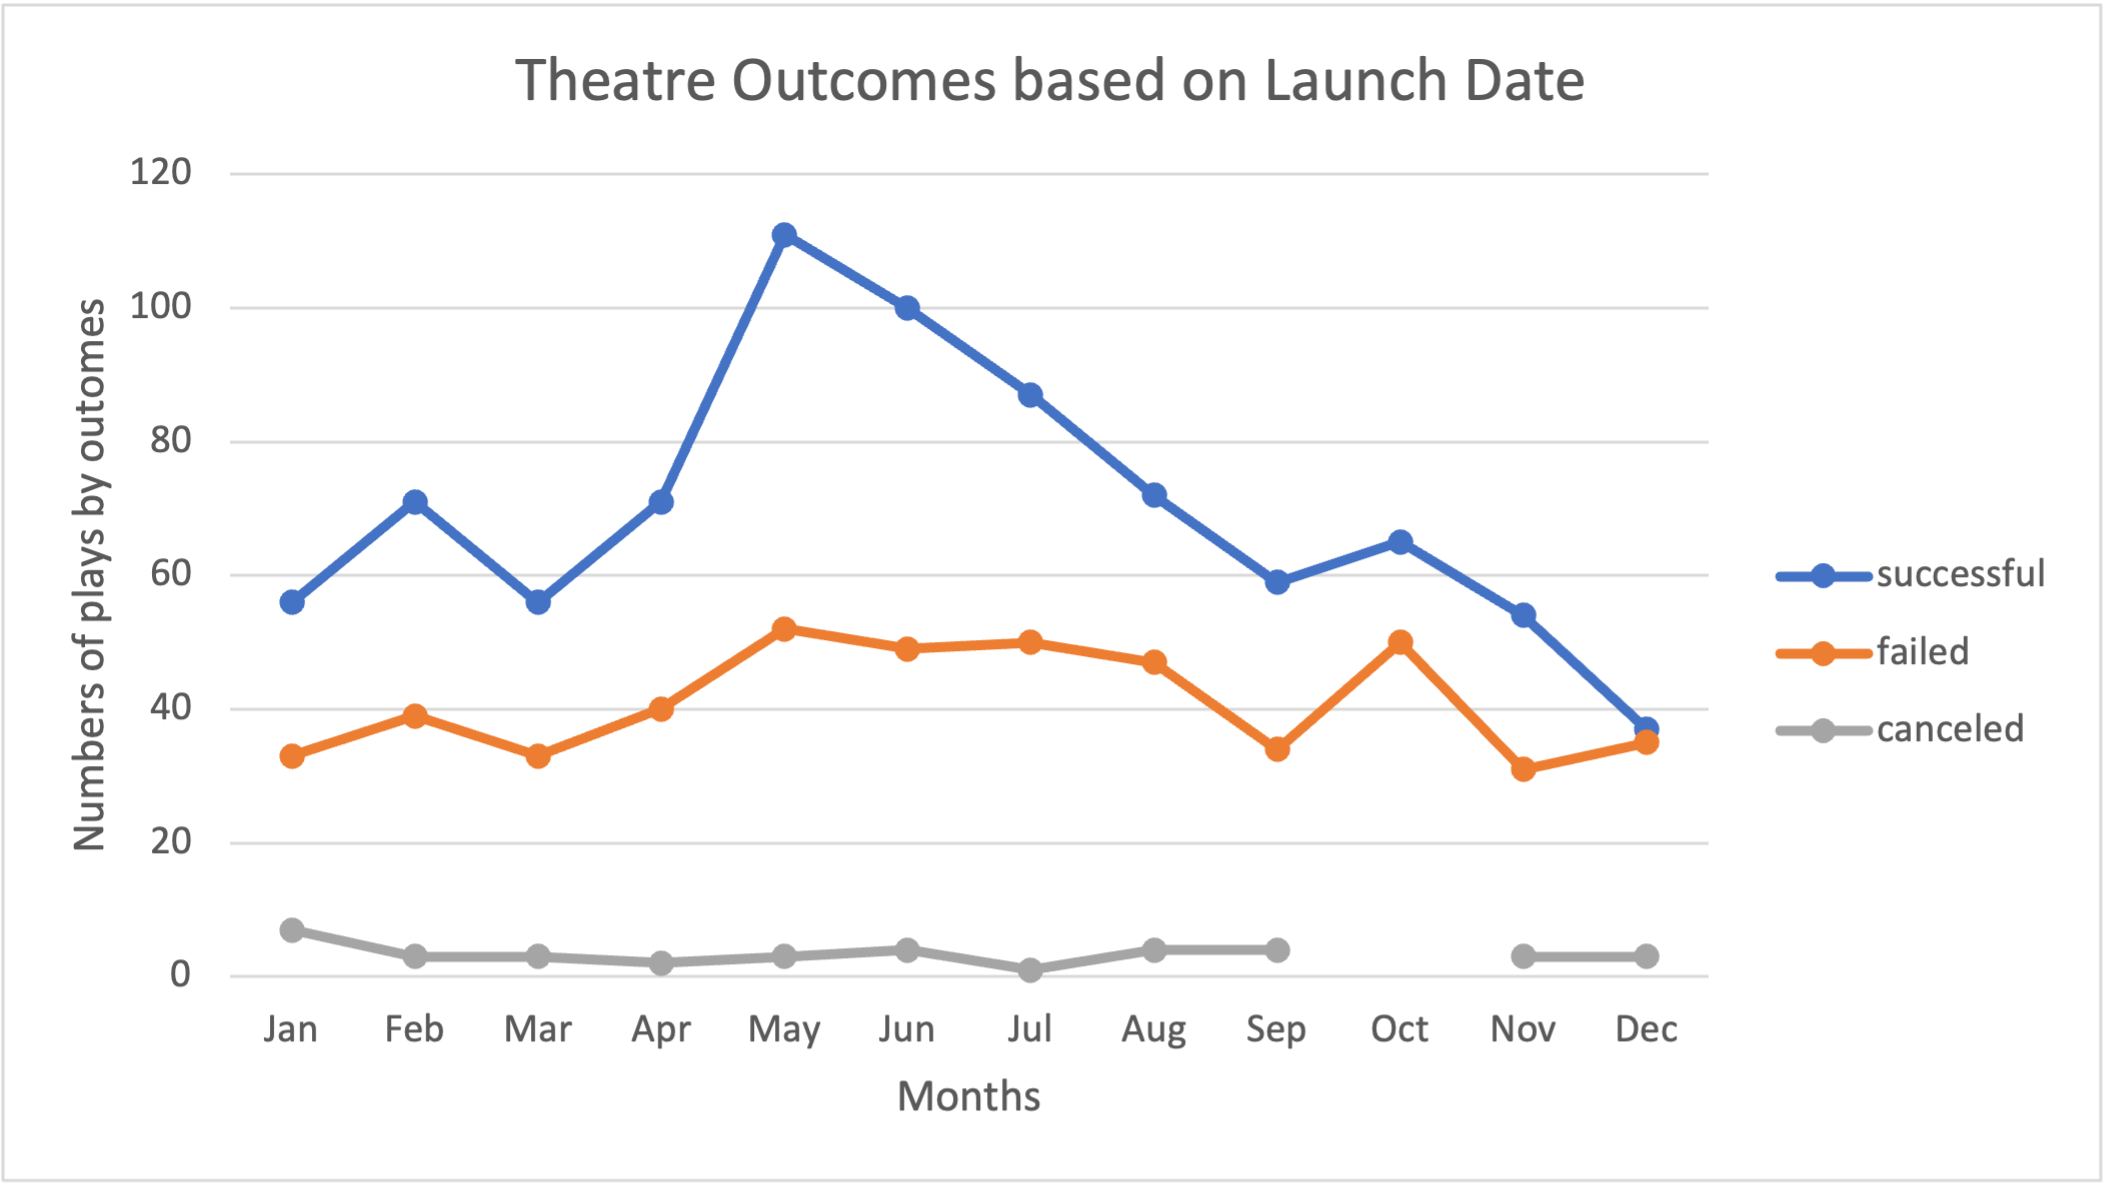 Theatre Outcomes based on Launch Date
Numbers of plays by outcomes
120
100
80
60
40
20
0
Jan Feb Mar Apr May Jun Jul Aug Sep Oct Nov Dec
Months
successful
failed
canceled